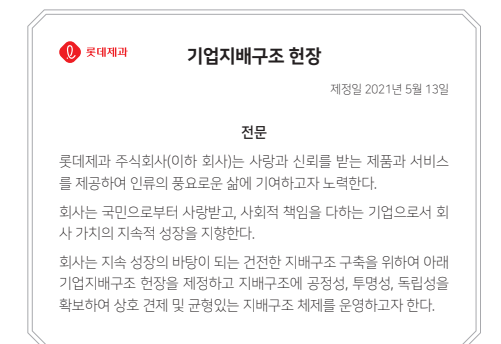 롯데제과
기업지배구조 헌장
제정일 2021년 5월 13일
전문
롯데제과 주식회사(이하 회사)는 사랑과 신뢰를 받는 제품과 서비스
를 제공하여 인류의 풍요로운 삶에 기여하고자 노력한다.
회사는 국민으로부터 사랑받고, 사회적 책임을 다하는 기업으로서 회
사 가치의 지속적 성장을 지향한다.
회사는 지속 성장의 바탕이 되는 건전한 지배구조 구축을 위하여 아래
기업지배구조 헌장을 제정하고 지배구조에 공정성, 투명성, 독립성을
확보하여 상호 견제 및 균형있는 지배구조 체제를 운영하고자 한다.